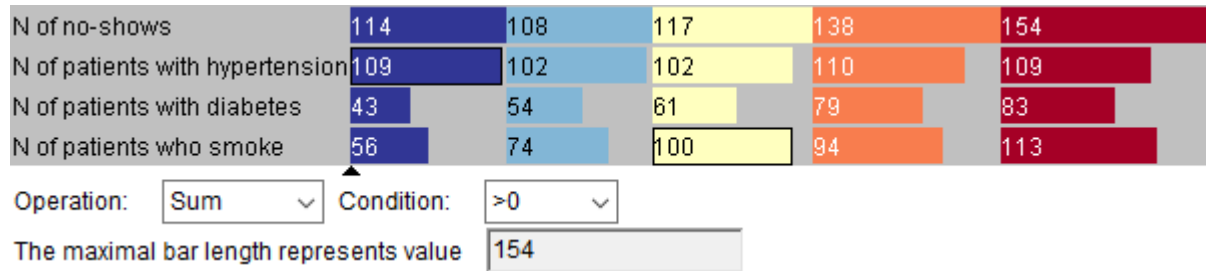 N of no-shows 114 108 117 138 154
N of patients with hypertension 109 102 102 110 109
N of patients with diabetes 43 54 61 79 83
N of patients who smoke 56 74 100 94 113
Operation: Sum Condition: >0
The maximal bar length represents value 154